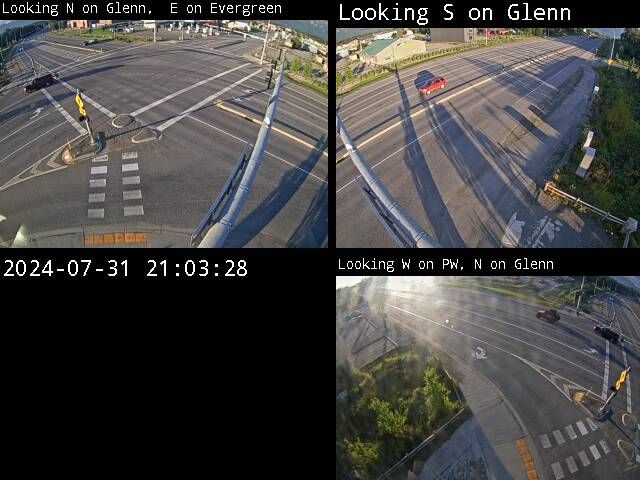 Looking N on Glenn,  E on Evergreen
Looking S on Glenn
2024-07-31 21:03:28
Looking W on PW, N on Glenn